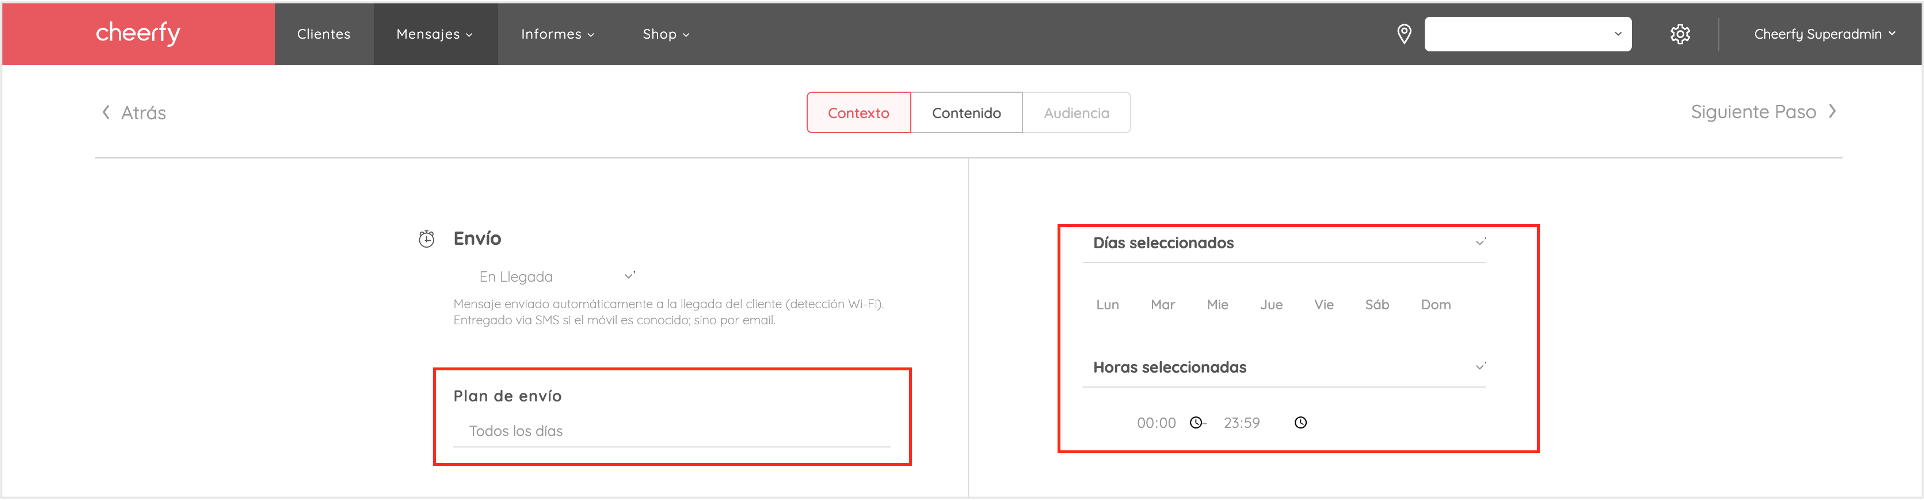 cheerfy
Clientes
Mensajes
Informes
Shop
Cheerfy Superadmin
Atrás
Contexto
Contenido
Audiencia
Siguiente Paso
Envío
En Llegada
Mensaje enviado automáticamente a la llegada del cliente (detección Wi-Fi).
Entregado via SMS si el móvil es conocido; sino por email.
Plan de envío
Todos los días
Días seleccionados
Lun Mar Mie Jue Vie Sáb Dom
Horas seleccionadas
00:00 - 23:59